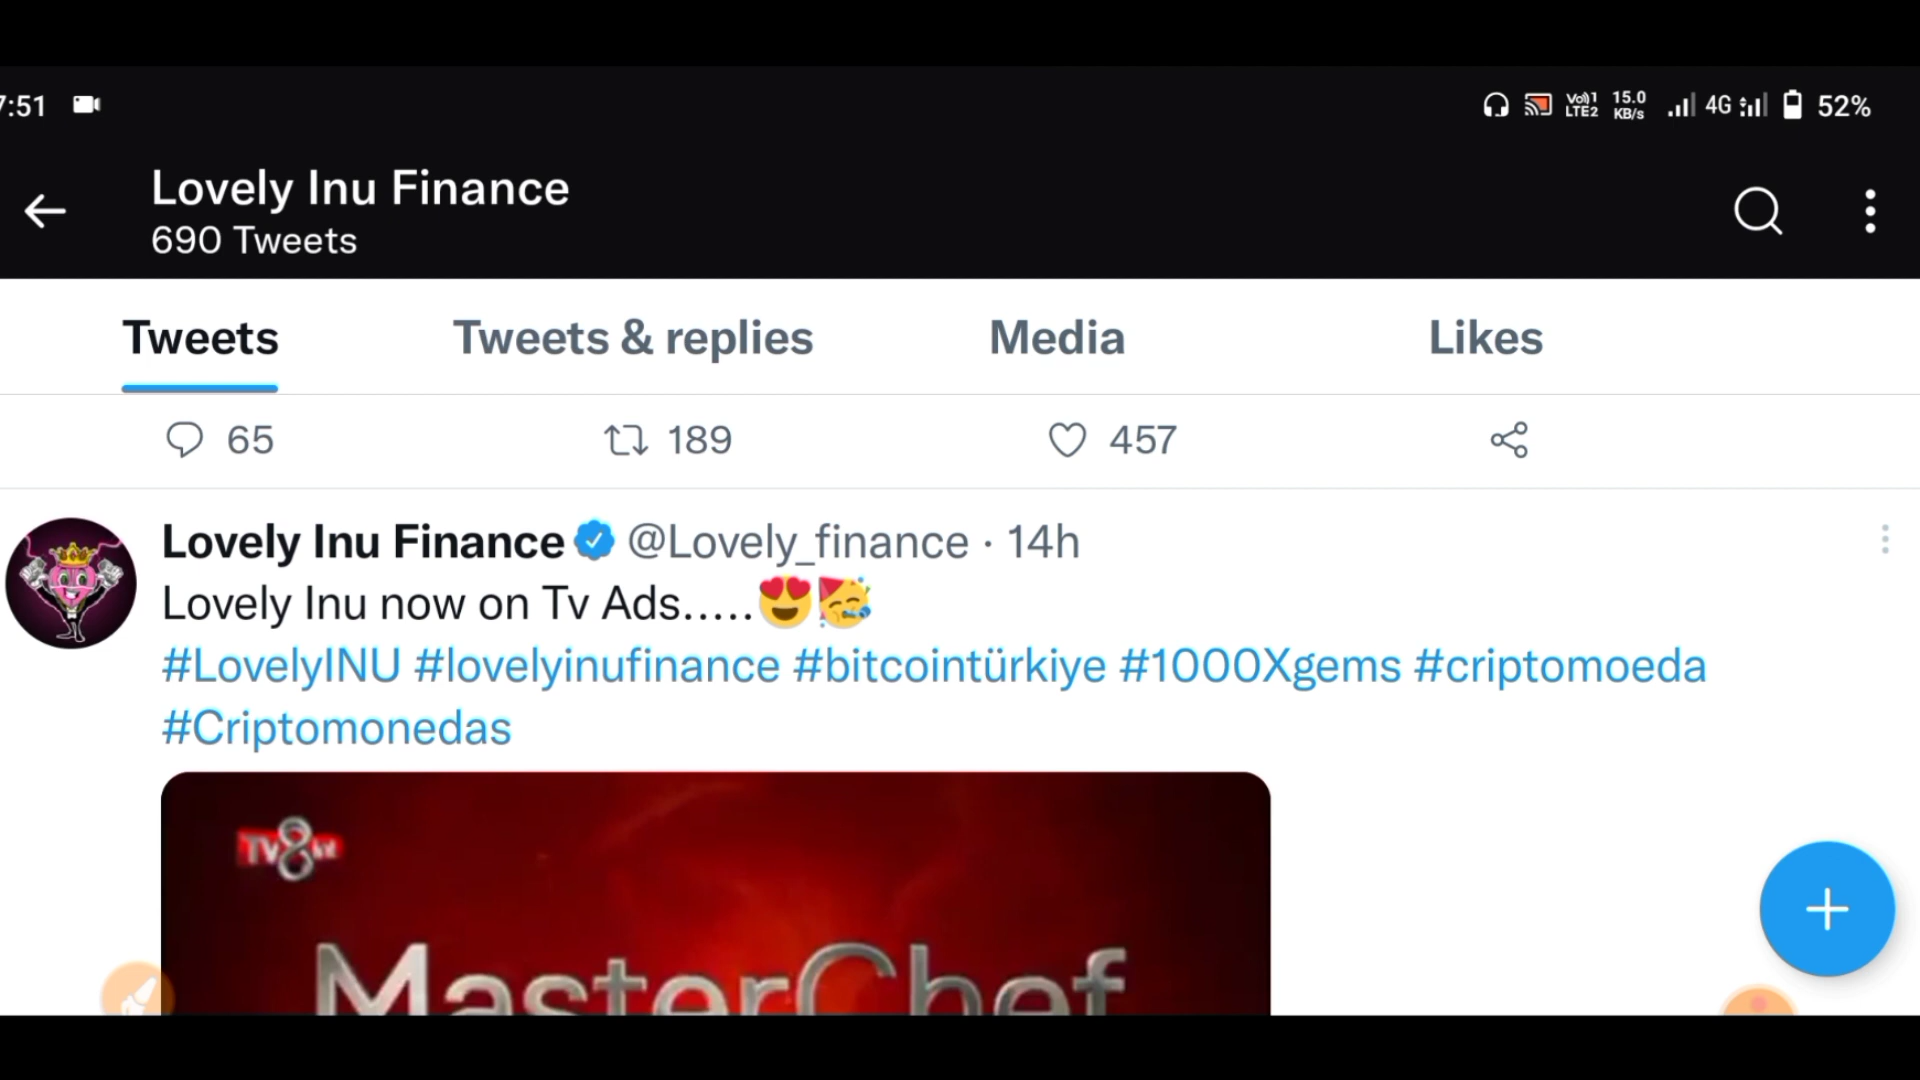 7:51
Vo))1 LTE2
15.0 KB/s
4G
52%
Lovely Inu Finance
690 Tweets
Tweets Tweets & replies Media Likes
65 189 457
Lovely Inu Finance @Lovely_finance · 14h
Lovely Inu now on Tv Ads.....😍🥳
#LovelyINU #lovelyinufinance #bitcointürkiye #1000Xgems #criptomoeda
#Criptomonedas
TV8
MasterChef